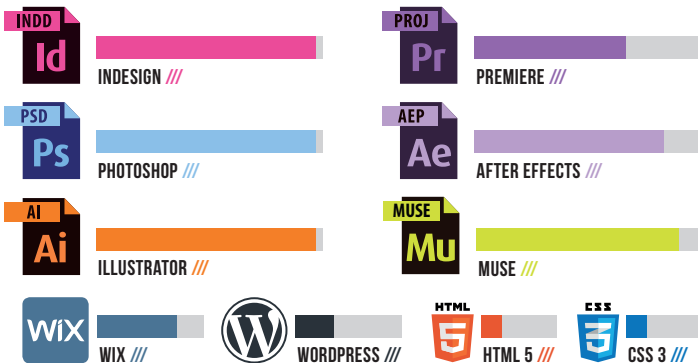 INDD
Id
INDESIGN ///
PROJ
Pr
PREMIERE ///
PSD
Ps
PHOTOSHOP ///
AEP
Ae
AFTER EFFECTS ///
AI
Ai
ILLUSTRATOR ///
MUSE
Mu
MUSE ///
WiX
WIX ///
W
WORDPRESS ///
HTML
5
HTML 5 ///
CSS
3
CSS 3 ///